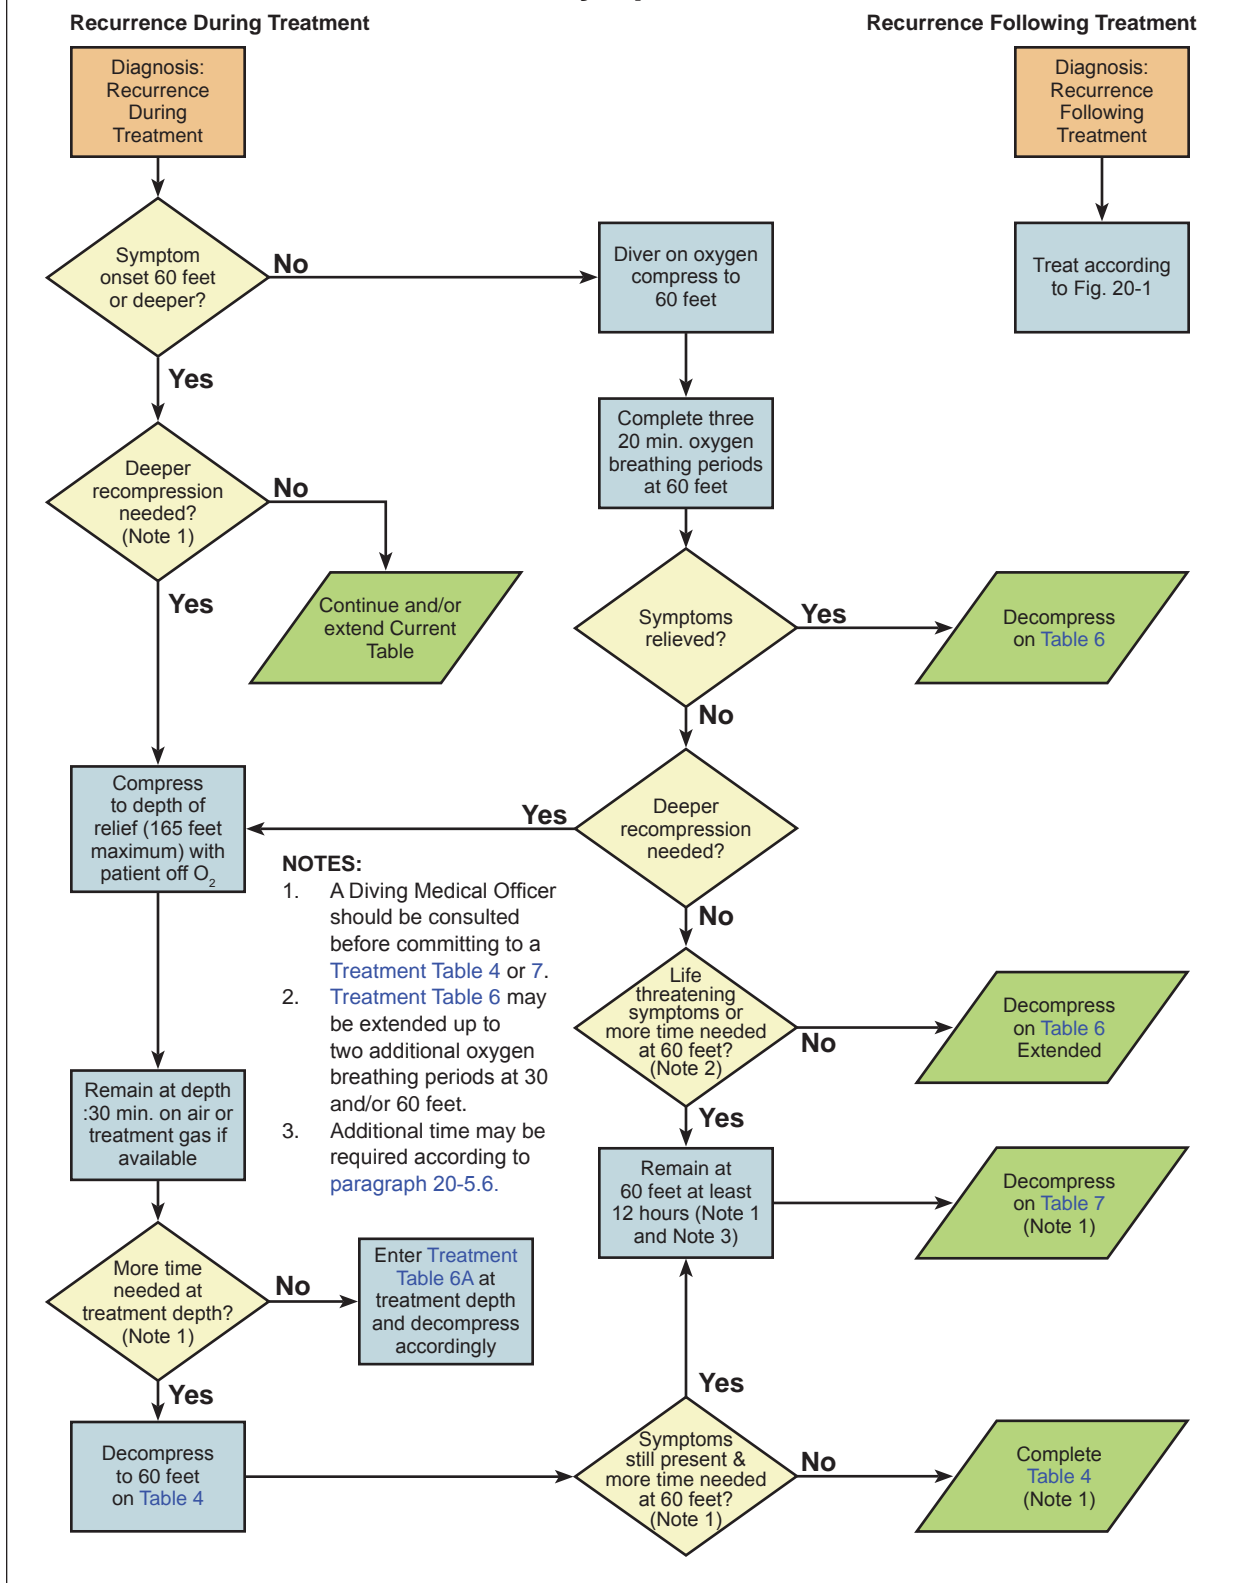 Recurrence During Treatment
Recurrence Following Treatment
Diagnosis:
Recurrence
During
Treatment
Diagnosis:
Recurrence
Following
Treatment
Symptom
onset 60 feet
or deeper?
No
Diver on oxygen
compress to
60 feet
Treat according
to Fig. 20-1
Yes
Complete three
20 min. oxygen
breathing periods
at 60 feet
Deeper
recompression
needed?
(Note 1)
No
Yes
Continue and/or
extend Current
Table
Symptoms
relieved?
Yes
Decompress
on Table 6
No
Compress
to depth of
relief (165 feet
maximum) with
patient off O2
Yes
Deeper
recompression
needed?
No
NOTES:
1. A Diving Medical Officer
should be consulted
before committing to a
Treatment Table 4 or 7.
2. Treatment Table 6 may
be extended up to
two additional oxygen
breathing periods at 30
and/or 60 feet.
3. Additional time may be
required according to
paragraph 20-5.6.
Life
threatening
symptoms or
more time needed
at 60 feet?
(Note 2)
No
Decompress
on Table 6
Extended
Yes
Remain at depth
:30 min. on air or
treatment gas if
available
Remain at
60 feet at least
12 hours (Note 1
and Note 3)
Decompress
on Table 7
(Note 1)
More time
needed at
treatment depth?
(Note 1)
No
Enter Treatment
Table 6A at
treatment depth
and decompress
accordingly
Yes
Yes
Decompress
to 60 feet
on Table 4
Symptoms
still present &
more time needed
at 60 feet?
(Note 1)
No
Complete
Table 4
(Note 1)